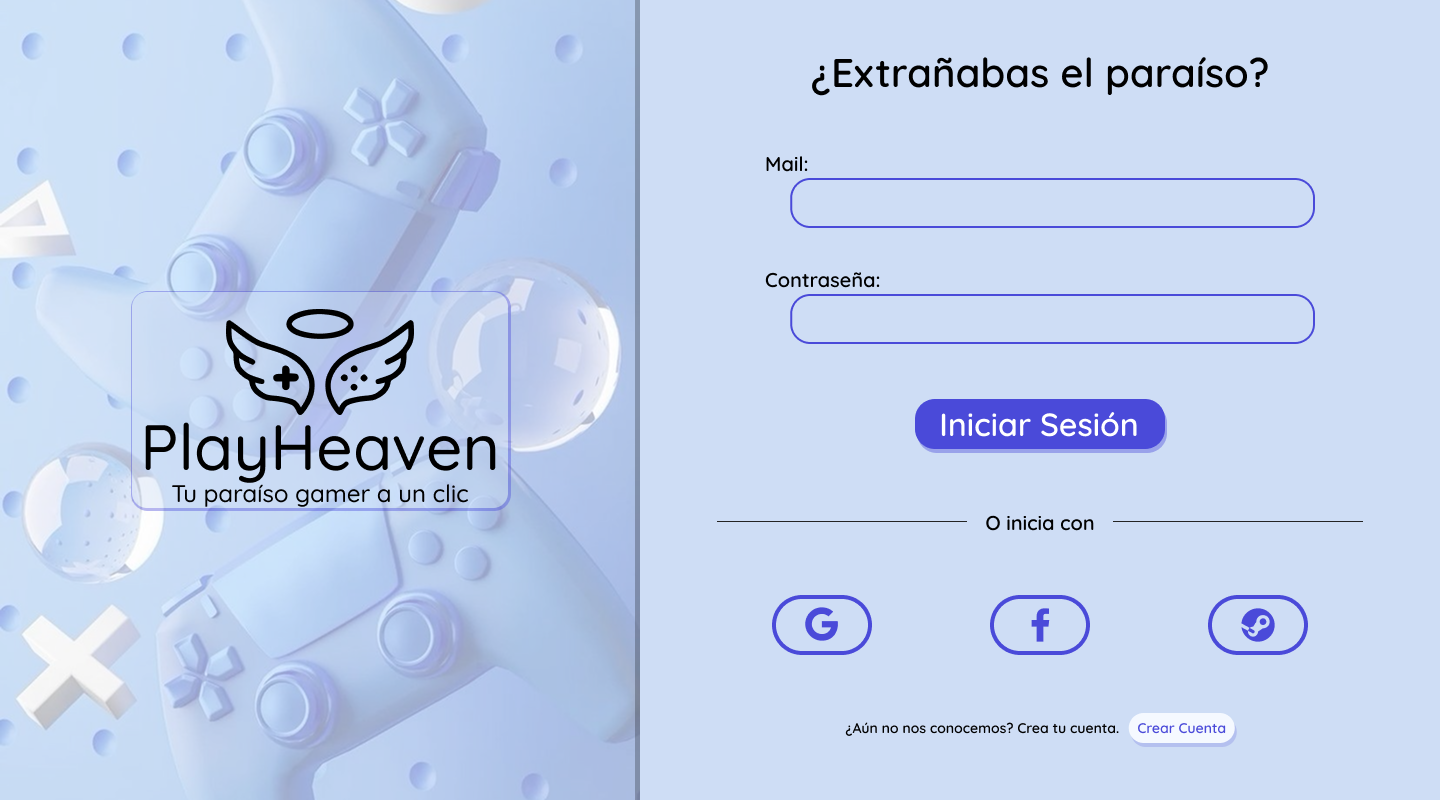 PlayHeaven
Tu paraíso gamer a un clic
¿Extrañabas el paraíso?
Mail:
Contraseña:
Iniciar Sesión
O inicia con
¿Aún no nos conocemos? Crea tu cuenta. Crear Cuenta